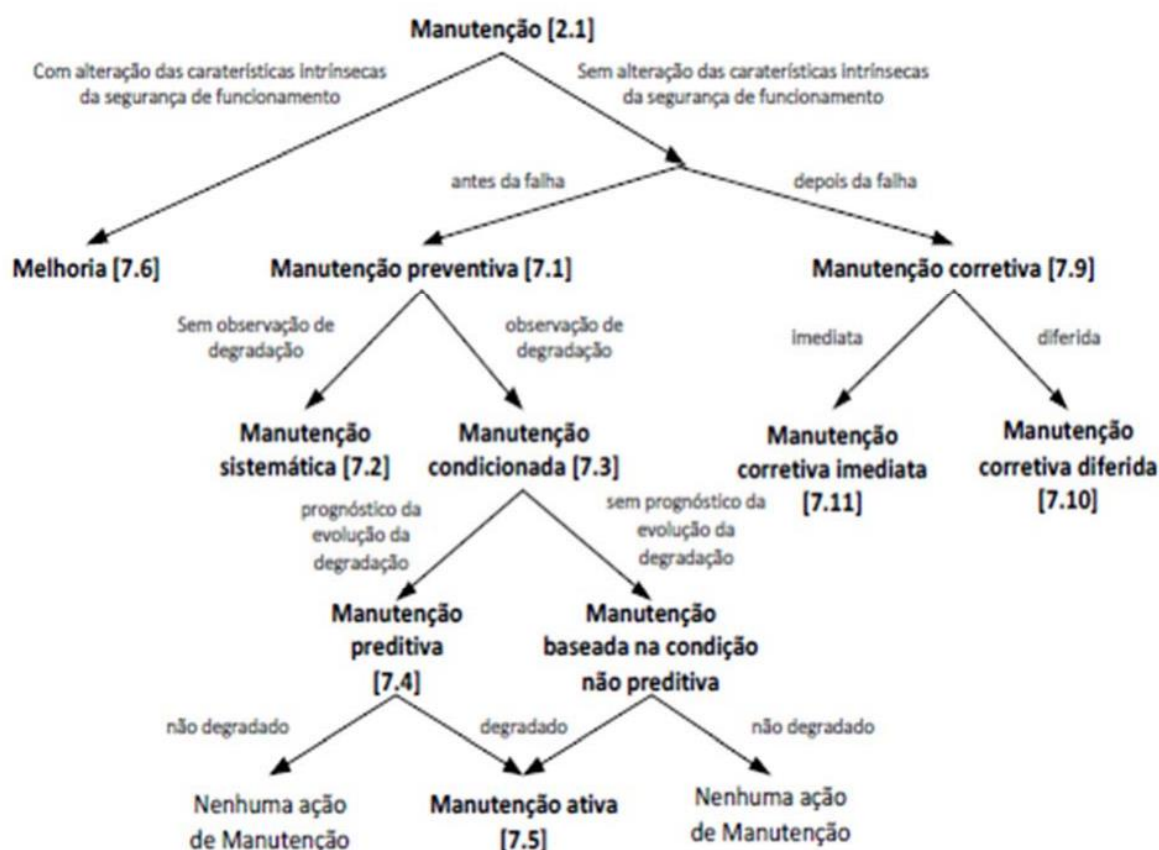 Manutenção [2.1]
Com alteração das caraterísticas intrínsecas
da segurança de funcionamento
Sem alteração das caraterísticas intrínsecas
da segurança de funcionamento
antes da falha
depois da falha
Melhoria [7.6]
Manutenção preventiva [7.1]
Manutenção corretiva [7.9]
Sem observação de
degradação
observação de
degradação
imediata
diferida
Manutenção
sistemática [7.2]
Manutenção
condicionada [7.3]
Manutenção
corretiva imediata
[7.11]
Manutenção
corretiva diferida
[7.10]
prognóstico da
evolução da
degradação
sem prognóstico da
evolução da
degradação
Manutenção
preditiva
[7.4]
Manutenção
baseada na condição
não preditiva
não degradado
degradado
não degradado
Nenhuma ação
de Manutenção
Manutenção ativa
[7.5]
Nenhuma ação
de Manutenção